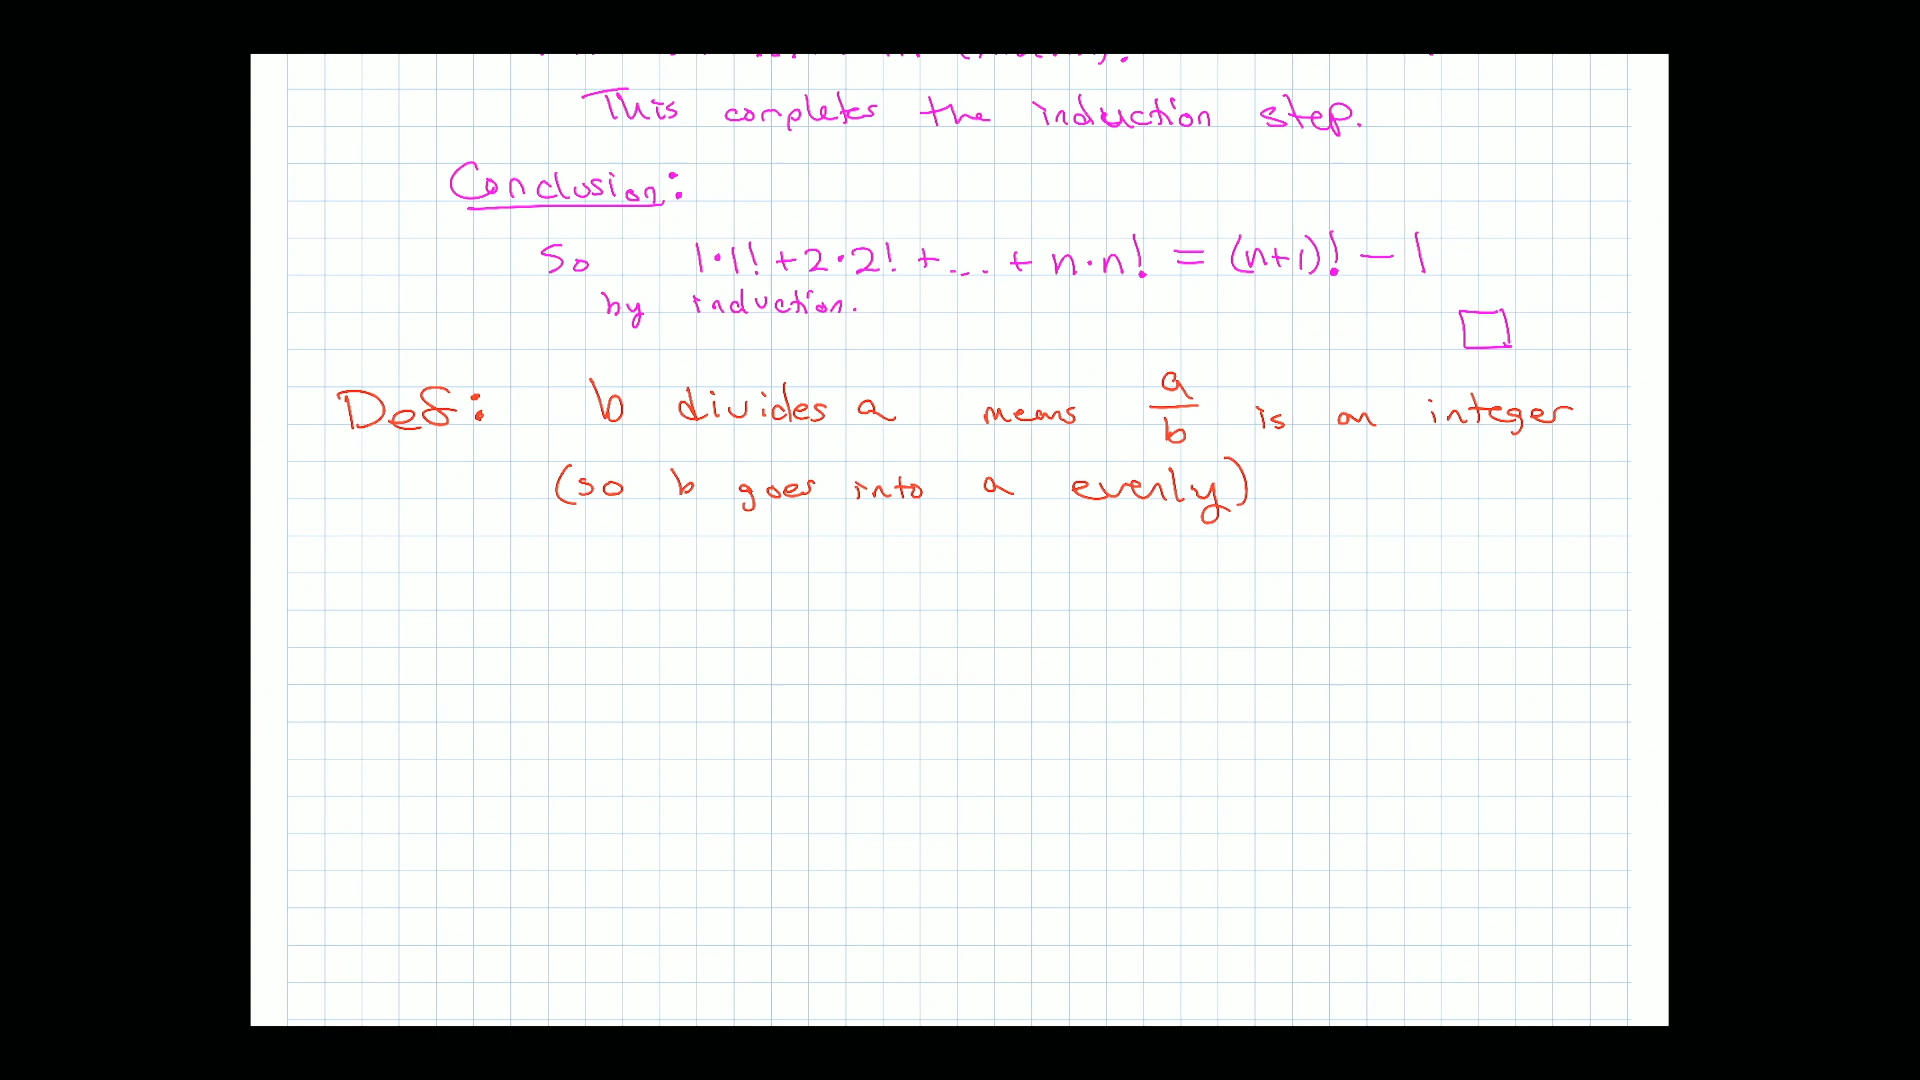 This completes the induction step.
Conclusion:
So 1·1! + 2·2! + ... + n·n! = (n+1)! - 1
by induction.
Def: b divides a means a/b is an integer
(so b goes into a evenly)